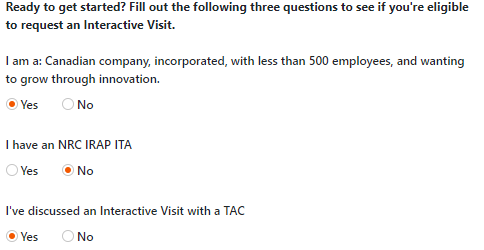 Ready to get started? Fill out the following three questions to see if you're eligible
to request an Interactive Visit.
I am a: Canadian company, incorporated, with less than 500 employees, and wanting
to grow through innovation.
Yes No
I have an NRC IRAP ITA
Yes No
I've discussed an Interactive Visit with a TAC
Yes No